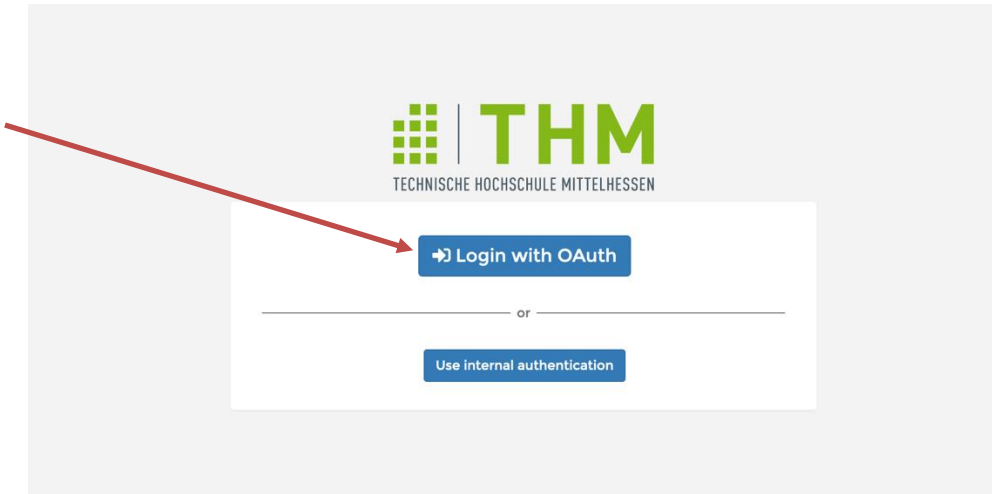 THM
TECHNISCHE HOCHSCHULE MITTELHESSEN
Login with OAuth
or
Use internal authentication